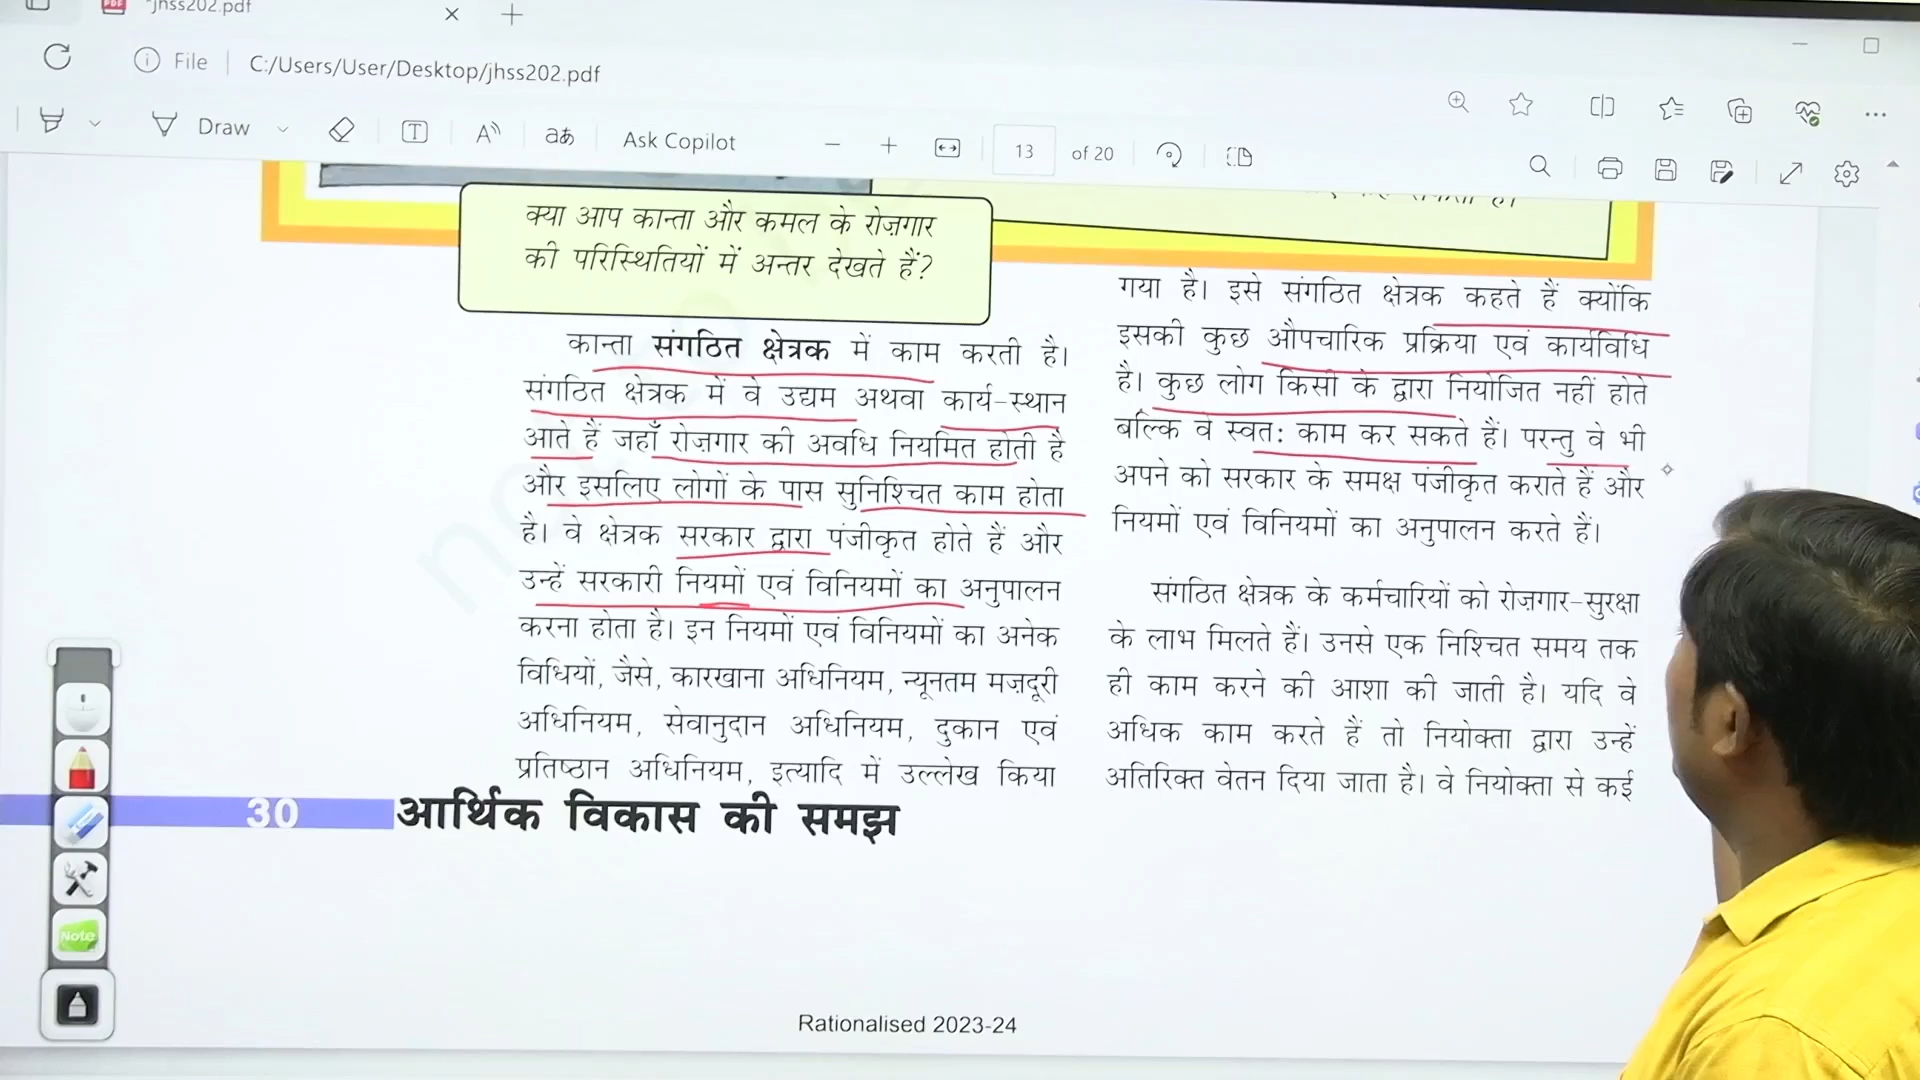 jhss202.pdf
File
C:/Users/User/Desktop/jhss202.pdf
Draw
Ask Copilot
13
of 20
क्या आप कान्ता और कमल के रोज़गार
की परिस्थितियों में अन्तर देखते हैं?
कान्ता संगठित क्षेत्रक में काम करती है।
संगठित क्षेत्रक में वे उद्यम अथवा कार्य-स्थान
आते हैं जहाँ रोज़गार की अवधि नियमित होती है
और इसलिए लोगों के पास सुनिश्चित काम होता
है। वे क्षेत्रक सरकार द्वारा पंजीकृत होते हैं और
उन्हें सरकारी नियमों एवं विनियमों का अनुपालन
करना होता है। इन नियमों एवं विनियमों का अनेक
विधियों, जैसे, कारखाना अधिनियम, न्यूनतम मज़दूरी
अधिनियम, सेवानुदान अधिनियम, दुकान एवं
प्रतिष्ठान अधिनियम, इत्यादि में उल्लेख किया
गया है। इसे संगठित क्षेत्रक कहते हैं क्योंकि
इसकी कुछ औपचारिक प्रक्रिया एवं कार्यविधि
है। कुछ लोग किसी के द्वारा नियोजित नहीं होते
बल्कि वे स्वतः काम कर सकते हैं। परन्तु वे भी
अपने को सरकार के समक्ष पंजीकृत कराते हैं और
नियमों एवं विनियमों का अनुपालन करते हैं।
संगठित क्षेत्रक के कर्मचारियों को रोज़गार-सुरक्षा
के लाभ मिलते हैं। उनसे एक निश्चित समय तक
ही काम करने की आशा की जाती है। यदि वे
अधिक काम करते हैं तो नियोक्ता द्वारा उन्हें
अतिरिक्त वेतन दिया जाता है। वे नियोक्ता से कई
30 आर्थिक विकास की समझ
Note
Rationalised 2023-24